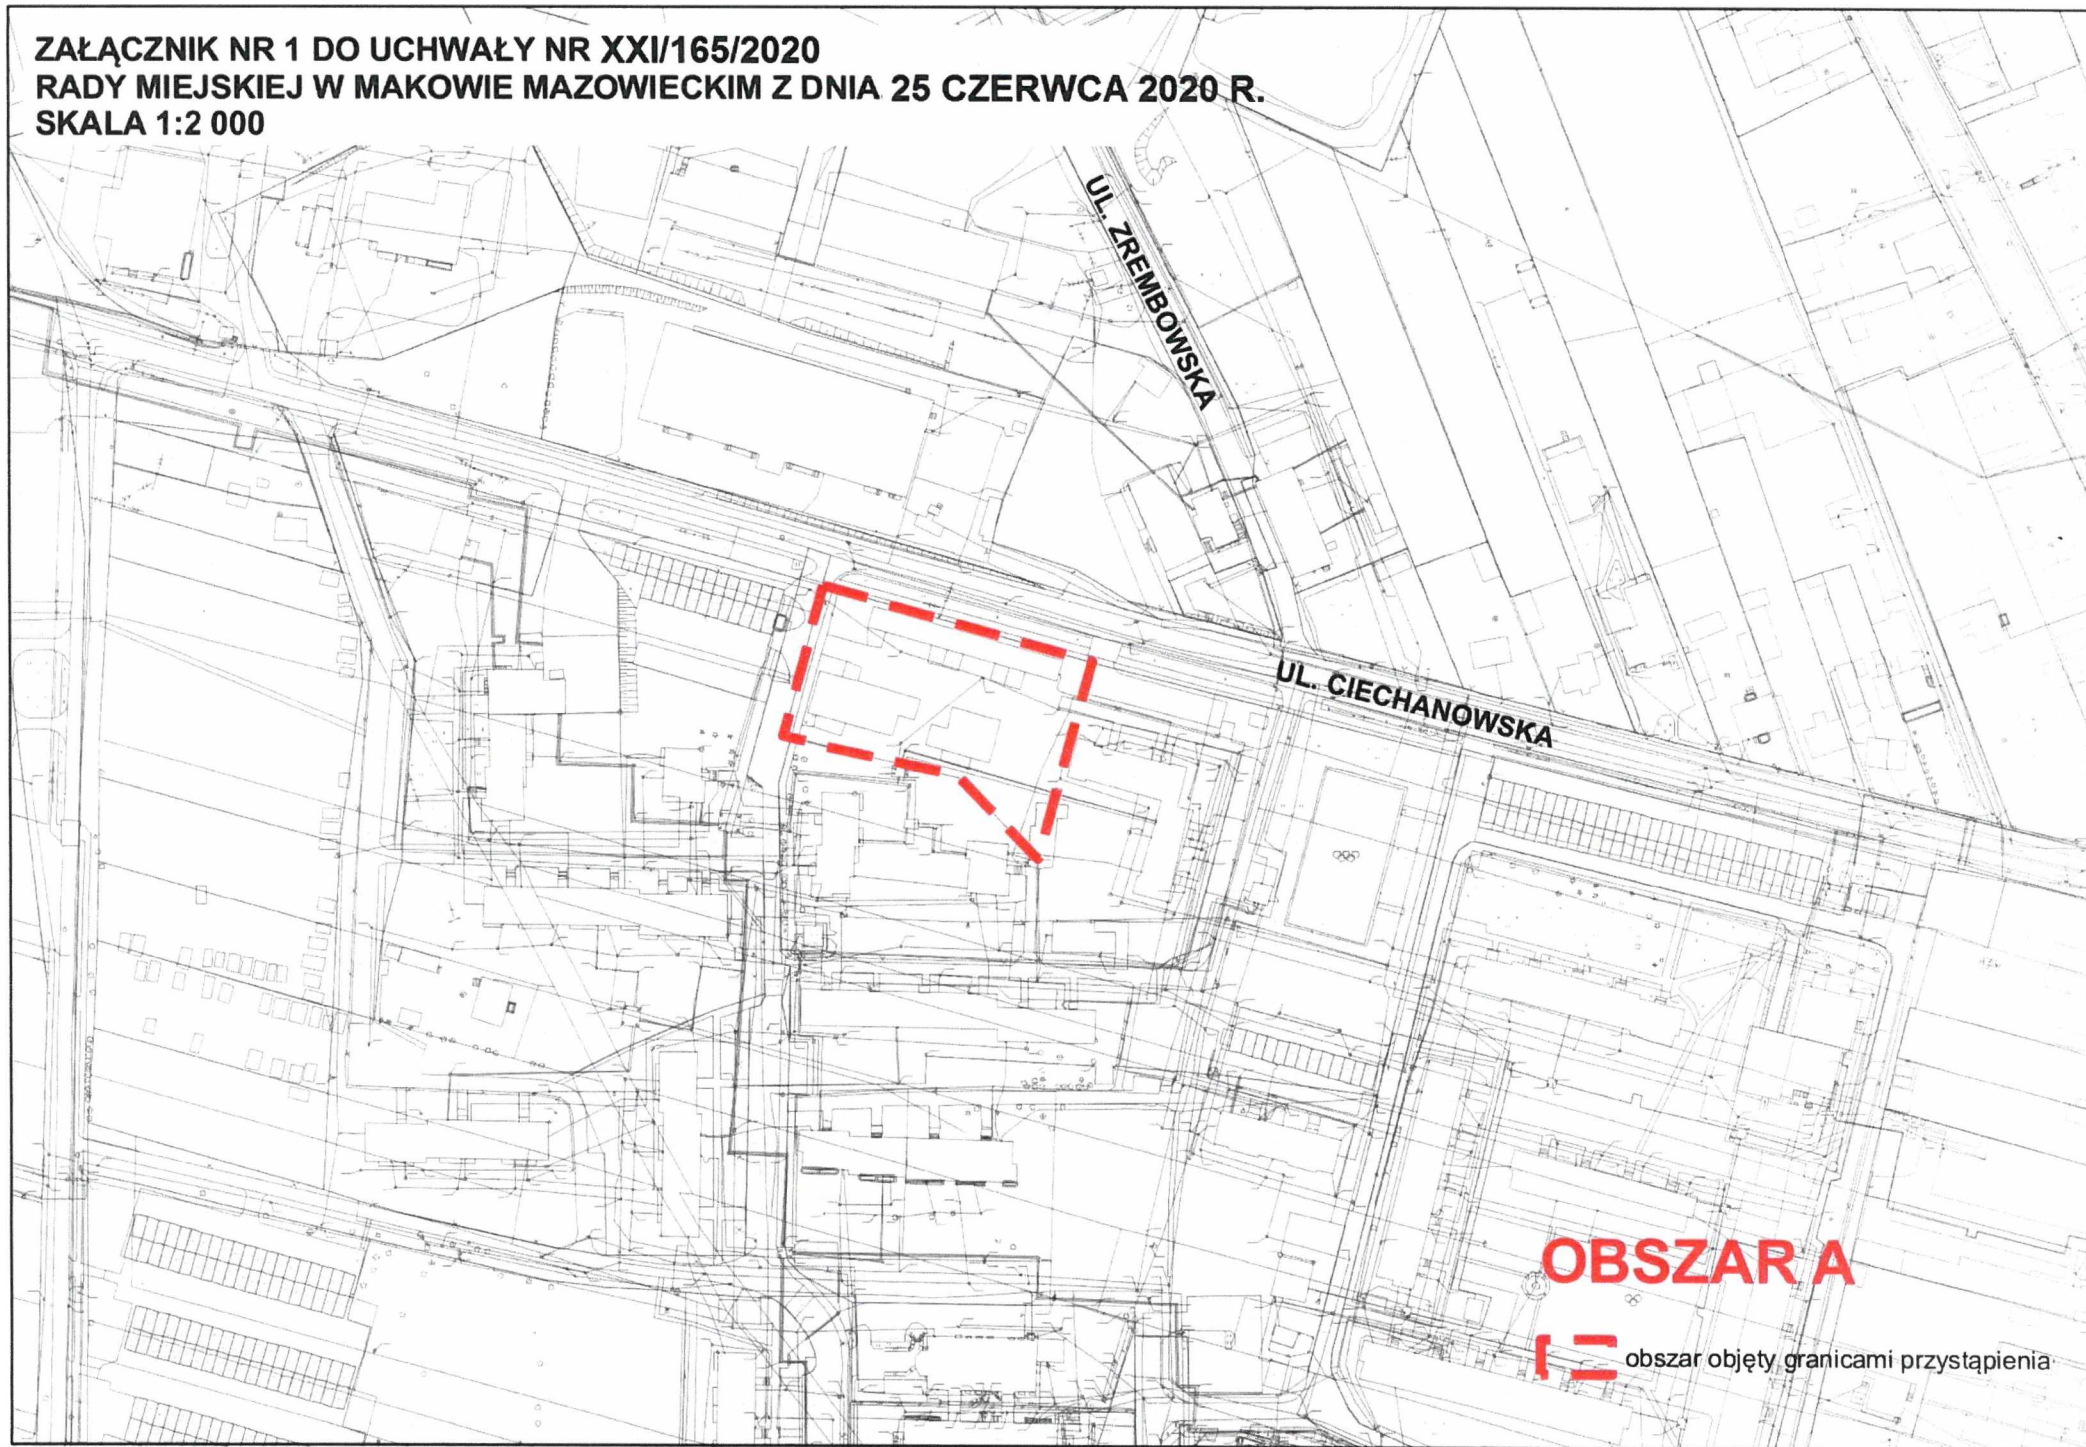 ZAŁĄCZNIK NR 1 DO UCHWAŁY NR XXI/165/2020
RADY MIEJSKIEJ W MAKOWIE MAZOWIECKIM Z DNIA 25 CZERWCA 2020 R.
SKALA 1:2 000
UL. ZREMBOWSKA
UL. CIECHANOWSKA
OBSZAR A
obszar objęty granicami przystąpienia